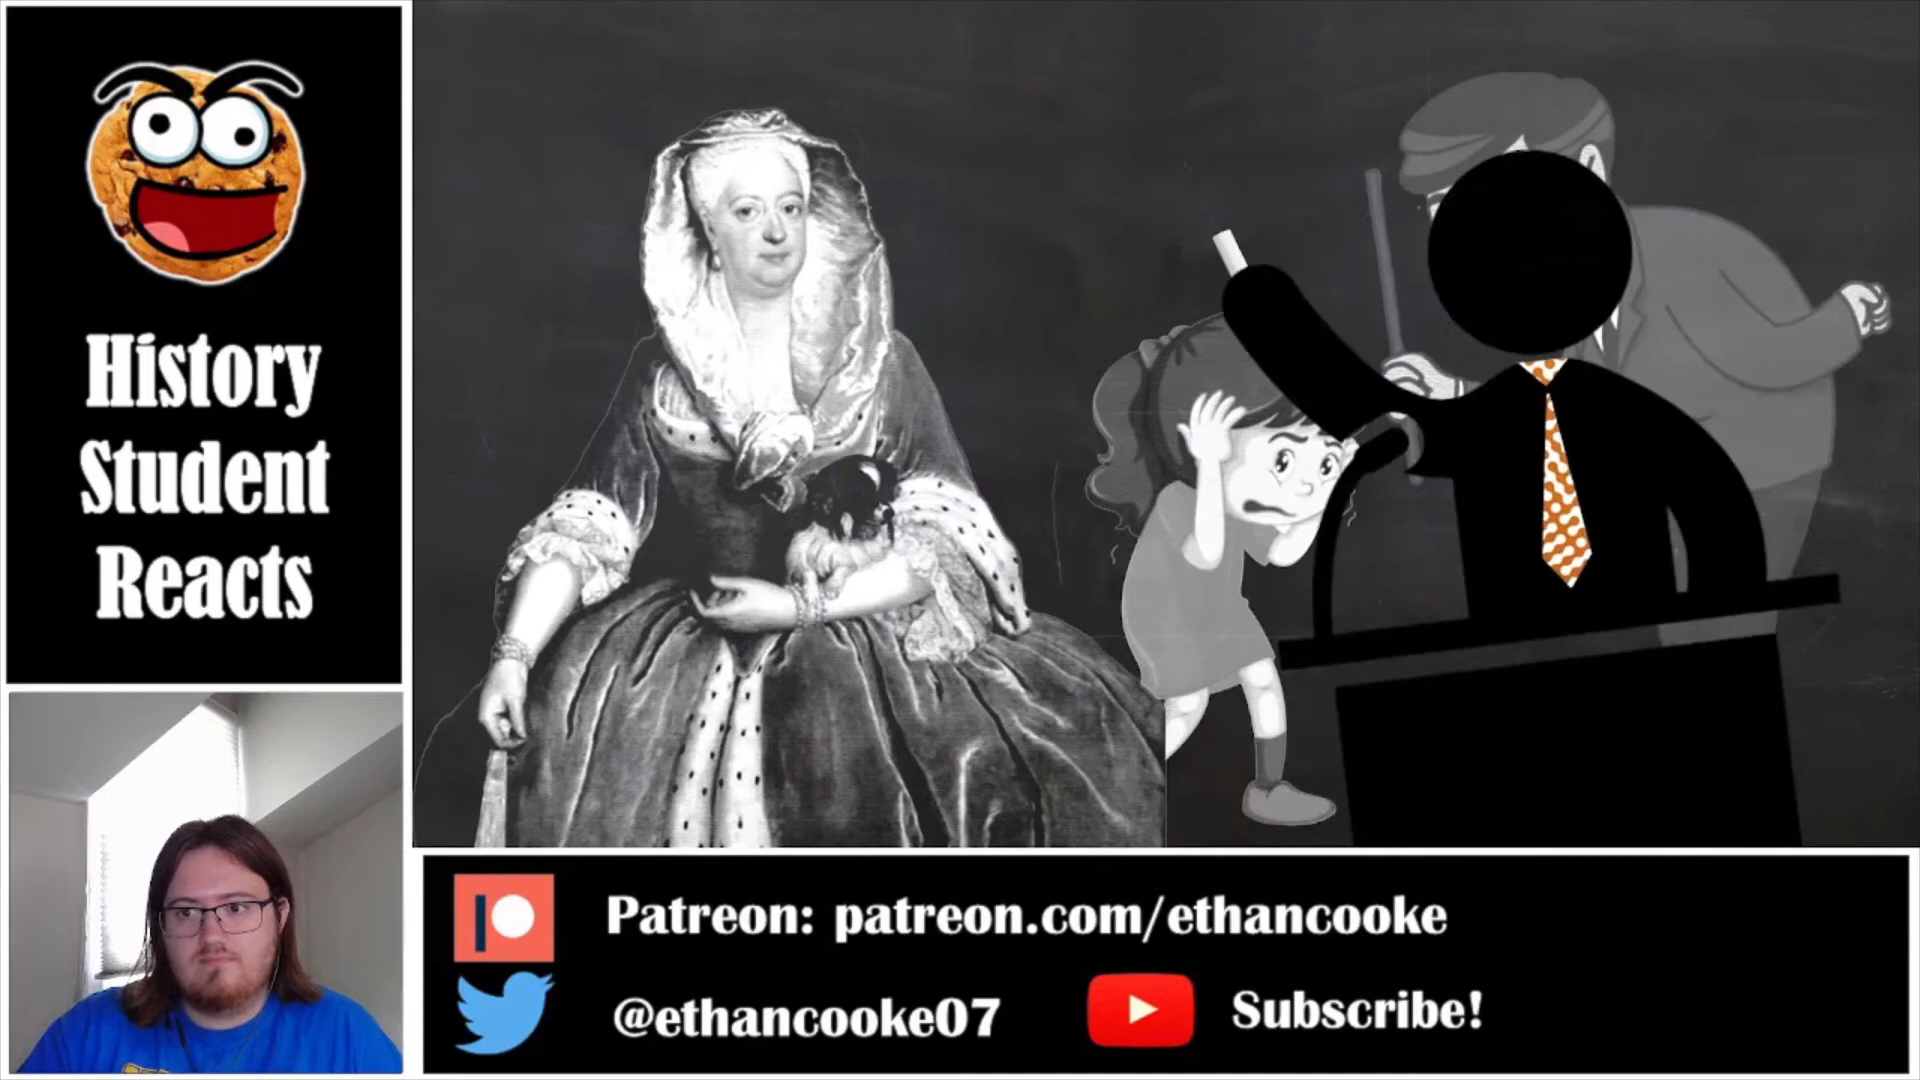 History
Student
Reacts
Patreon: patreon.com/ethancooke
@ethancooke07
Subscribe!